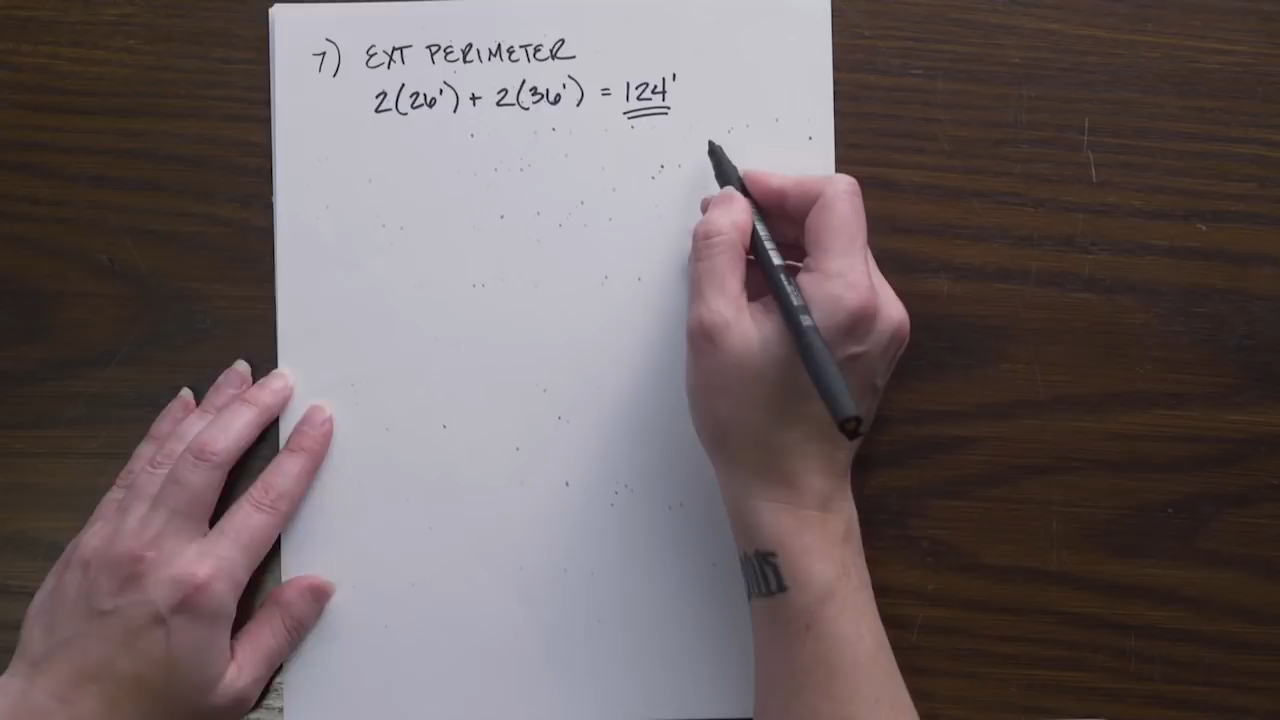 7) EXT PERIMETER
2(26') + 2(36') = 124'